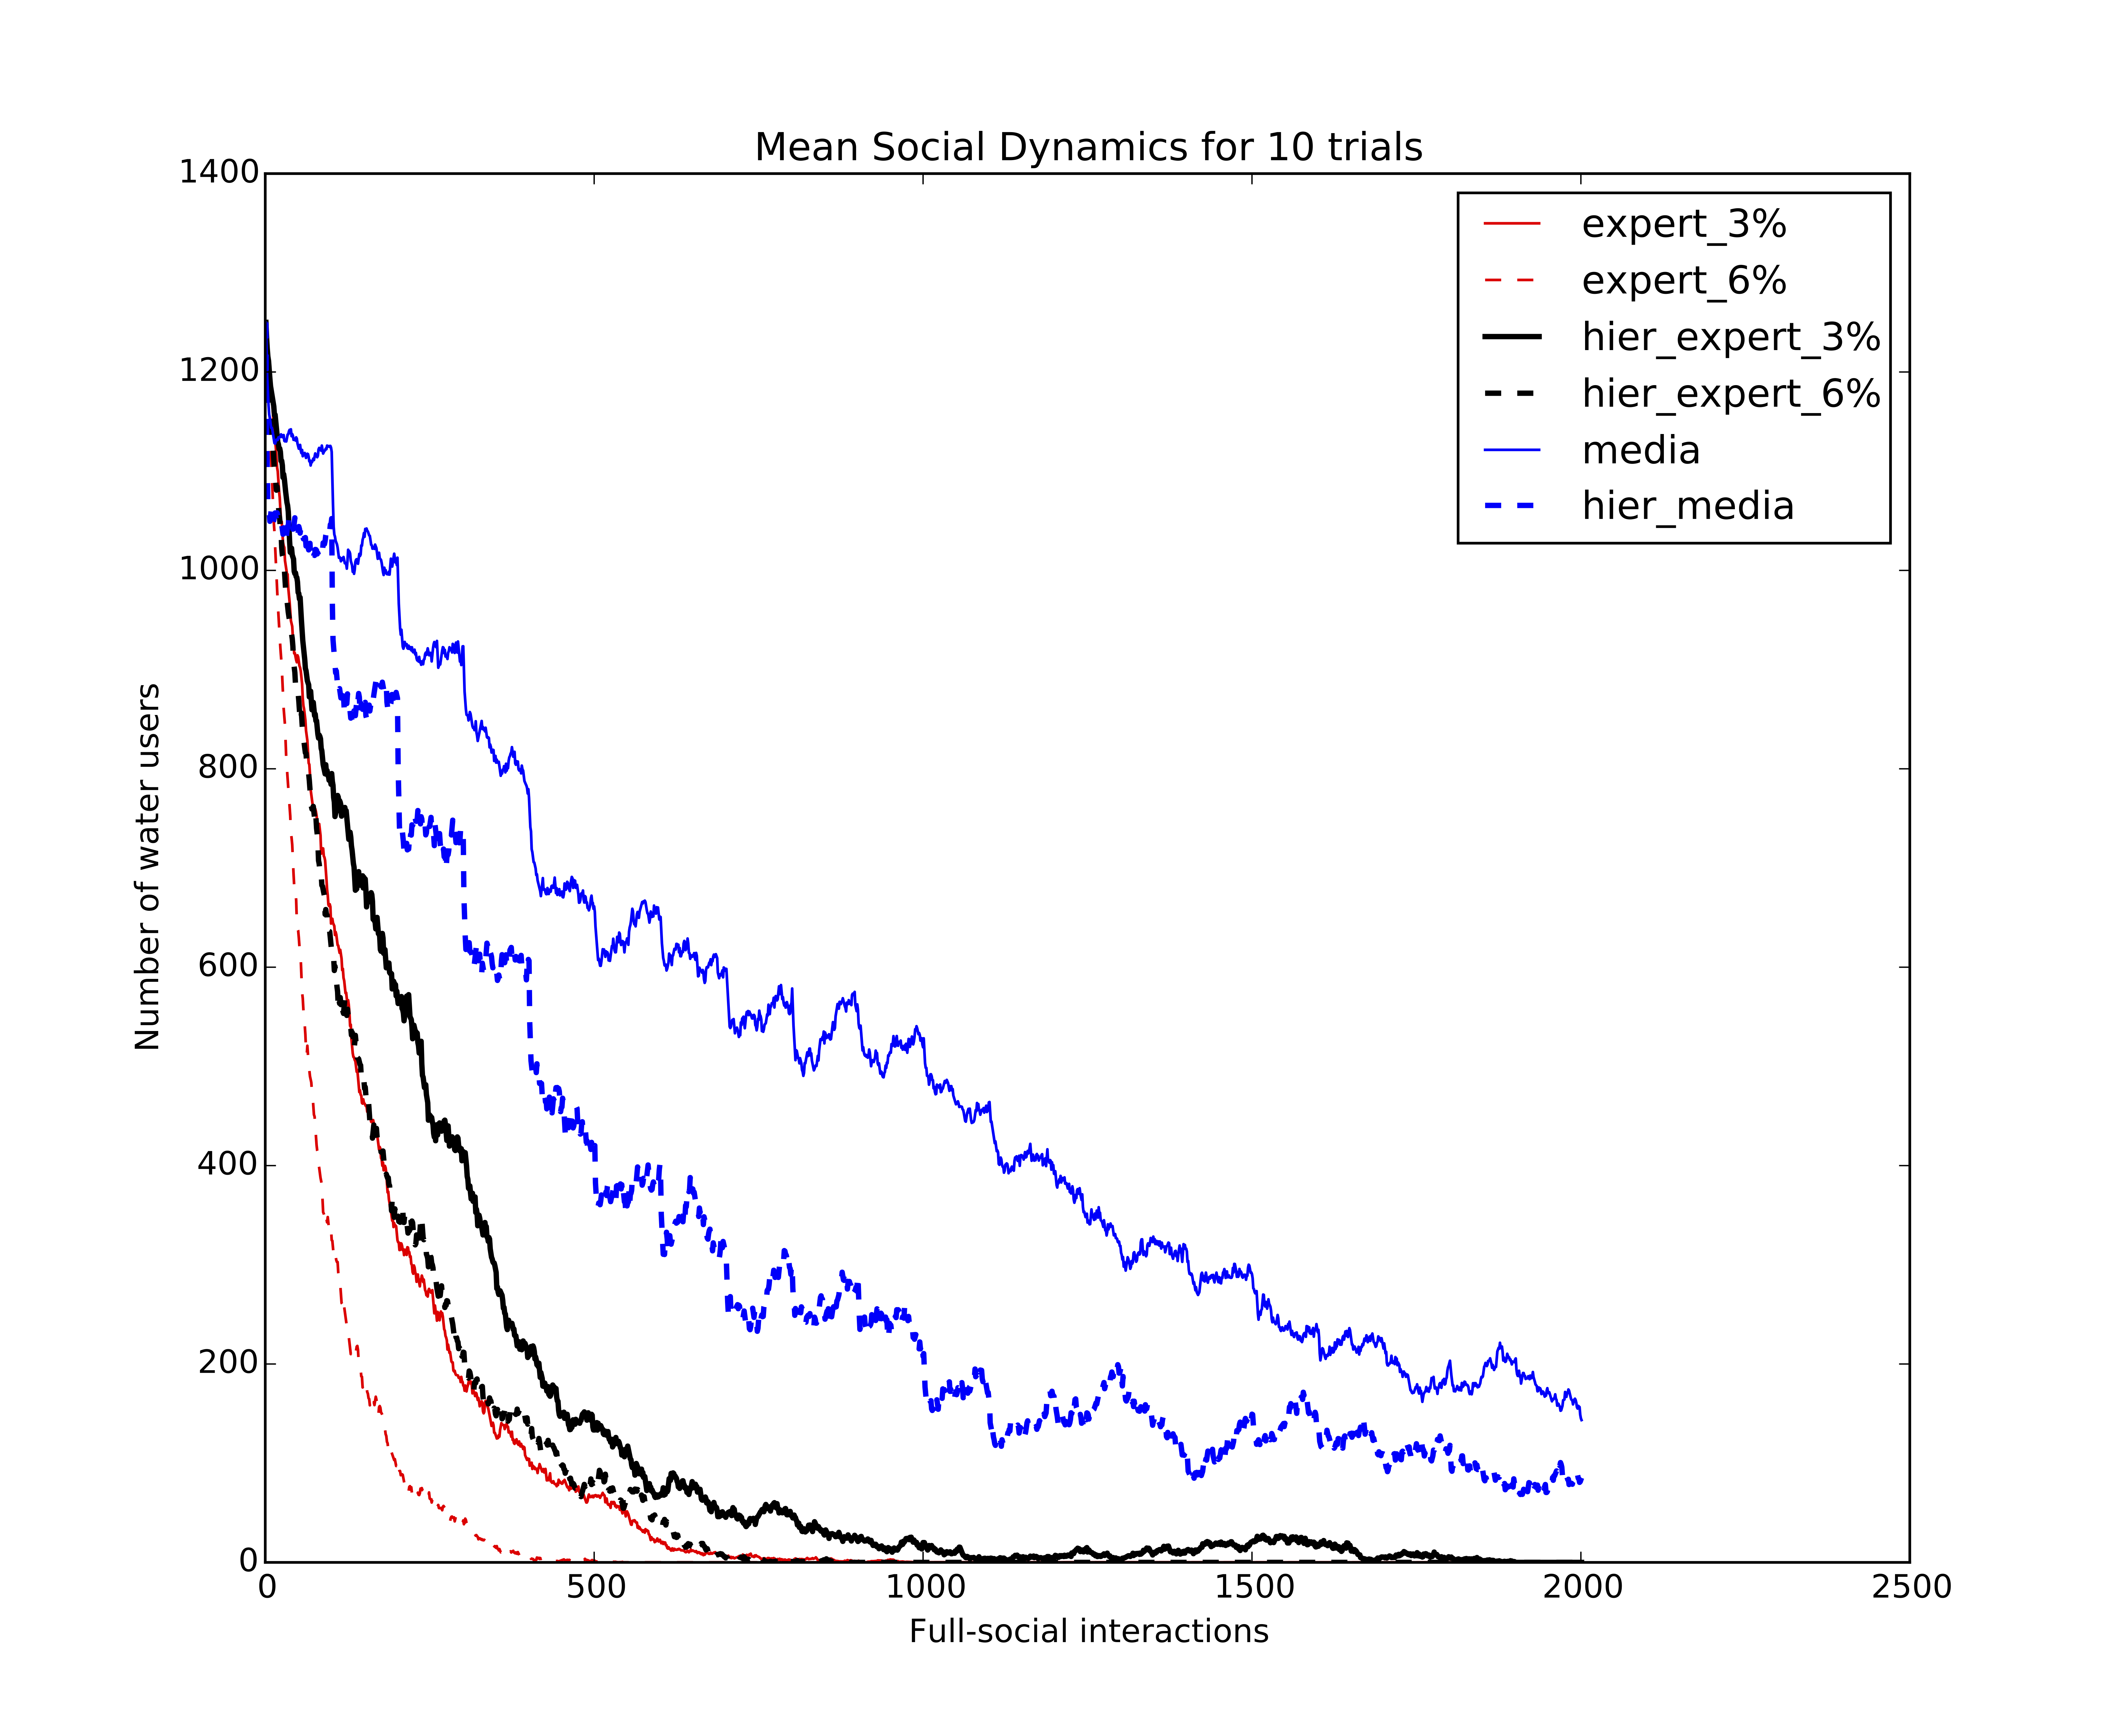 Mean Social Dynamics for 10 trials
1400
1200
1000
800
600
400
200
0
Number of water users
expert_3%
expert_6%
hier_expert_3%
hier_expert_6%
media
hier_media
0 500 1000 1500 2000 2500
Full-social interactions